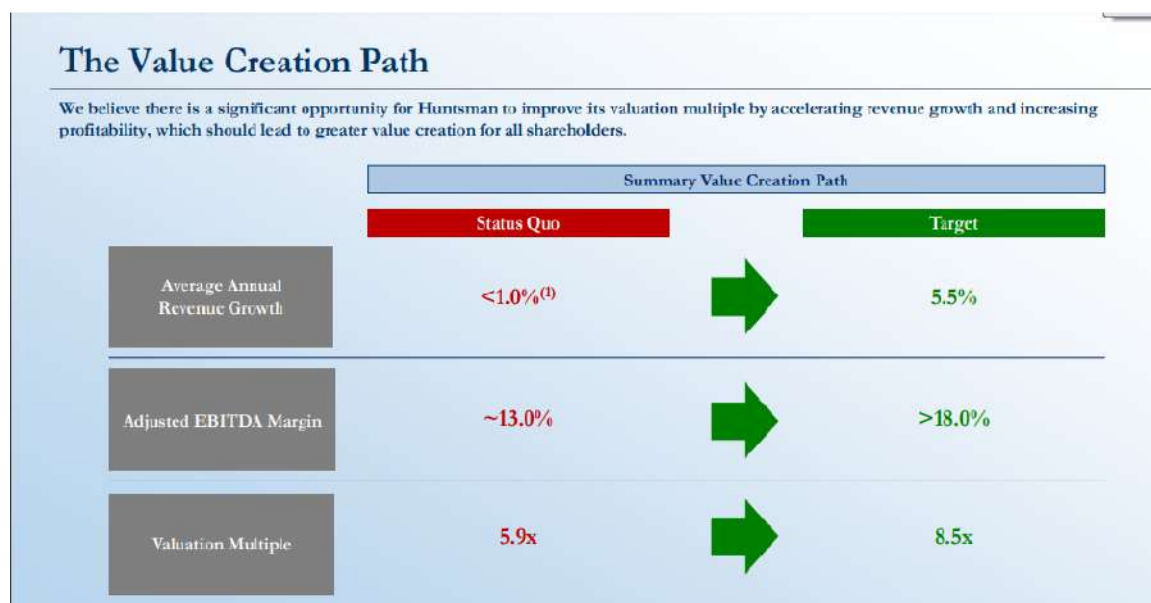 The Value Creation Path
We believe there is a significant opportunity for Huntsman to improve its valuation multiple by accelerating revenue growth and increasing
profitability, which should lead to greater value creation for all shareholders.
Summary Value Creation Path
Status Quo
Target
Average Annual
Revenue Growth
<1.0%(1)
5.5%
Adjusted EBITDA Margin
~13.0%
>18.0%
Valuation Multiple
5.9x
8.5x